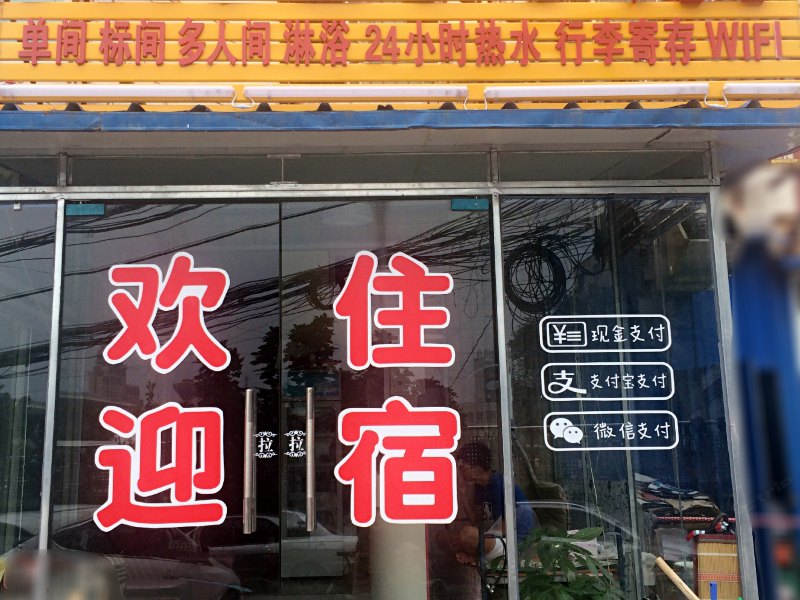 单间 标间 多人间 淋浴 24小时热水 行李寄存 WIFI
欢迎
住宿
拉 拉
现金支付
支付宝支付
微信支付